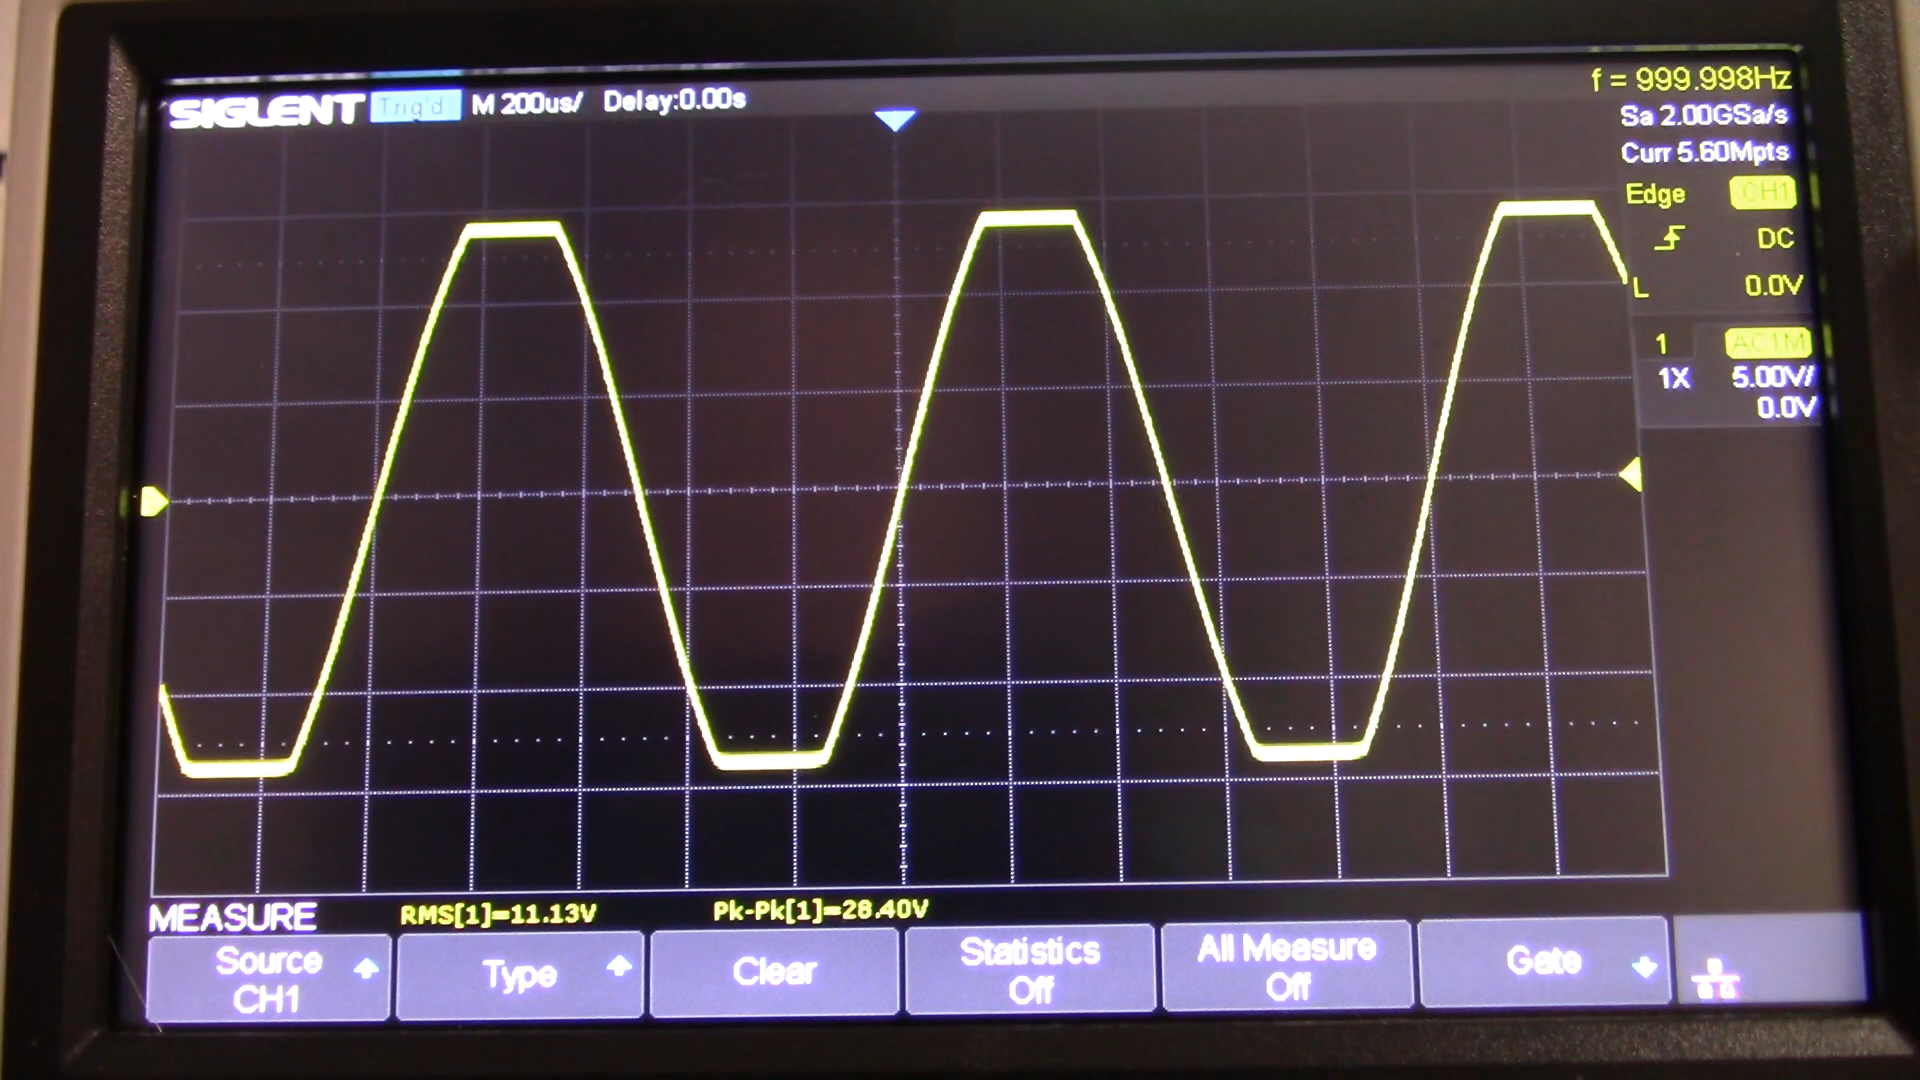 SIGLENT Trig'd M 200us/ Delay:0.00s
f = 999.998Hz
Sa 2.00GSa/s
Curr 5.60Mpts
Edge CH1
DC
L 0.0V
1 AC1M
1X 5.00V/
0.0V
MEASURE RMS[1]=11.13V Pk-Pk[1]=28.40V
Source
CH1
Type
Clear
Statistics
Off
All Measure
Off
Gate